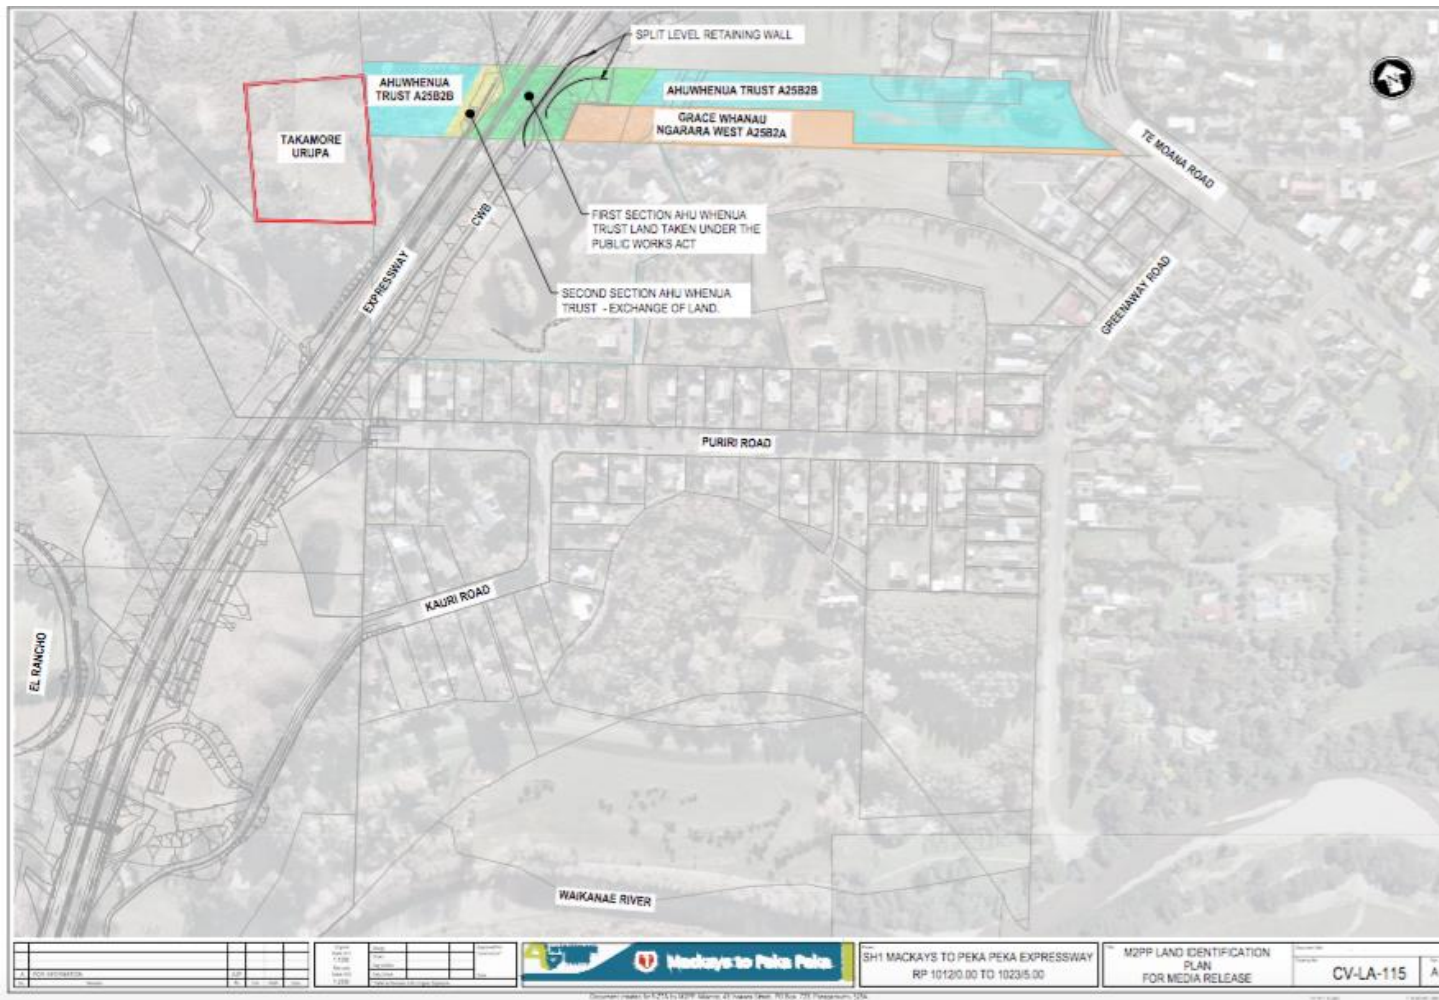 SPLIT LEVEL RETAINING WALL
AHUWHENUA
TRUST A25B2B
AHUWHENUA TRUST A25B2B
GRACE WHANAU
NGARARA WEST A25B2A
TAKAMORE
URUPA
TE MOANA ROAD
CWB
FIRST SECTION AHU WHENUA
TRUST LAND TAKEN UNDER THE
PUBLIC WORKS ACT
EXPRESSWAY
SECOND SECTION AHU WHENUA
TRUST - EXCHANGE OF LAND.
GREENAWAY ROAD
PURIRI ROAD
KAURI ROAD
EL RANCHO
WAIKANAE RIVER
A FOR INFORMATION
Mackays to Peka Peka
SH1 MACKAYS TO PEKA PEKA EXPRESSWAY
RP 1012/0.00 TO 1023/5.00
M2PP LAND IDENTIFICATION
PLAN
FOR MEDIA RELEASE
CV-LA-115
A